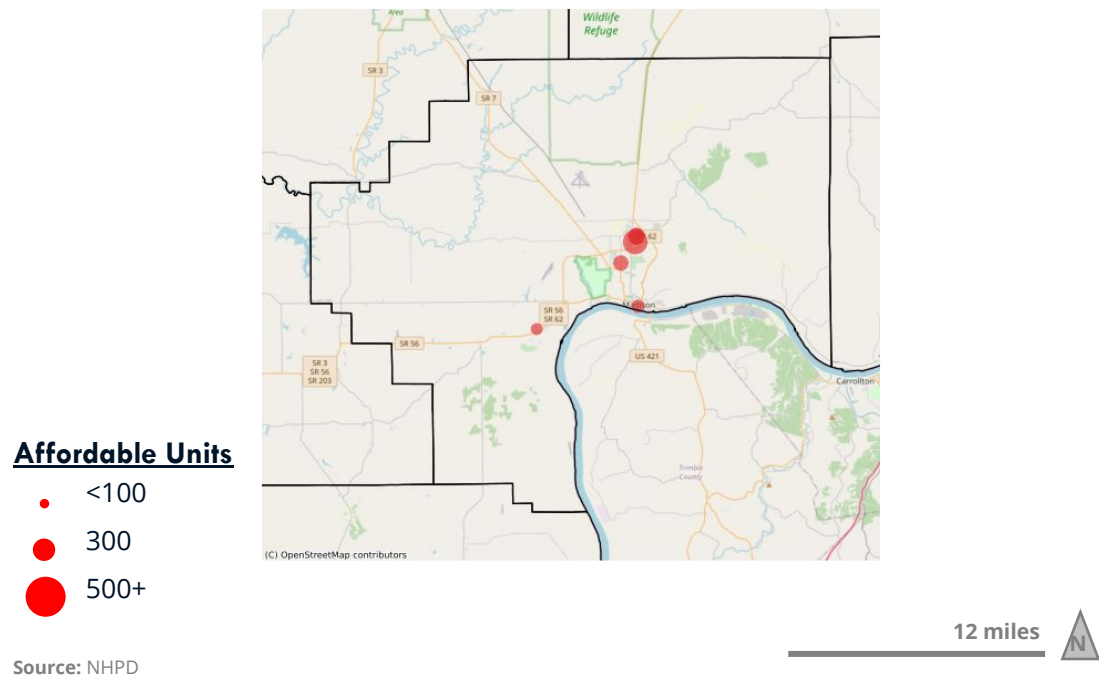 Area
Wildlife
Refuge
SR 3
SR 7
62
Madison
SR 56
SR 62
SR 56
US 421
SR 3
SR 56
SR 203
Carrollton
Trimble
County
Affordable Units
<100
300
500+
(C) OpenStreetMap contributors
12 miles
N
Source: NHPD